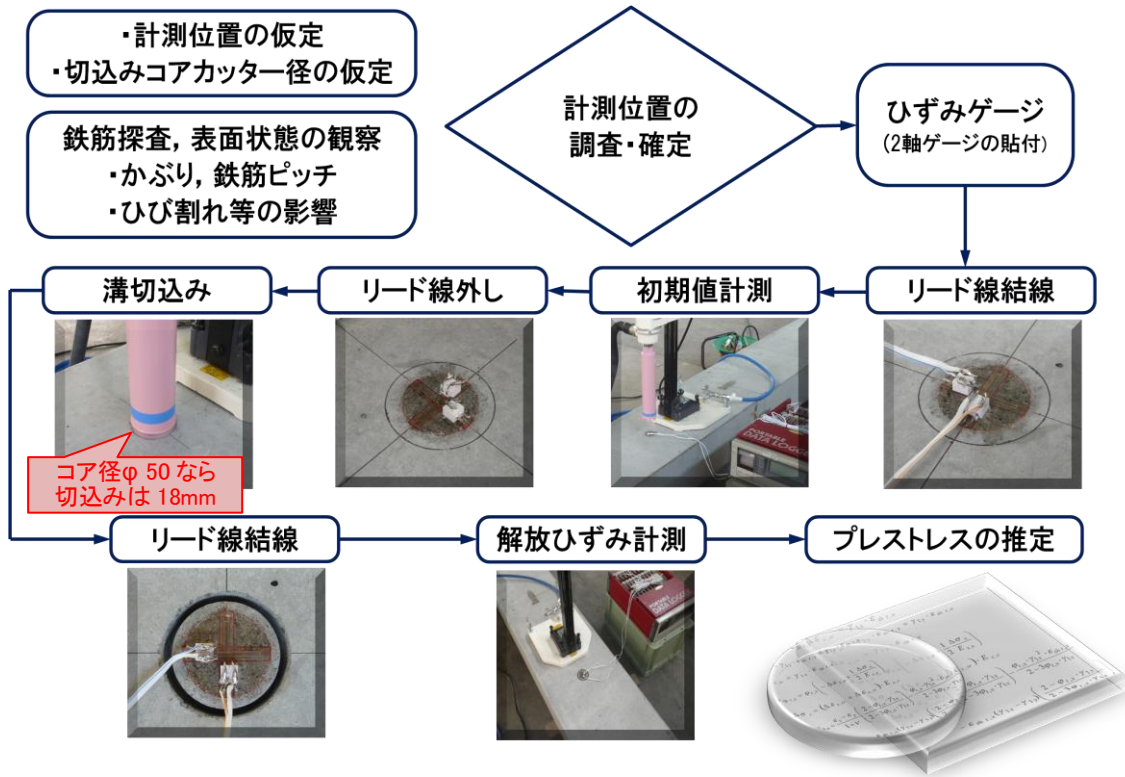 ・計測位置の仮定
・切込みコアカッター径の仮定
鉄筋探査, 表面状態の観察
・かぶり, 鉄筋ピッチ
・ひび割れ等の影響
計測位置の
調査・確定
ひずみゲージ
(2軸ゲージの貼付)
溝切込み
リード線外し
初期値計測
リード線結線
コア径φ 50 なら
切込みは 18mm
PORTABLE
DATA LOGGER
リード線結線
解放ひずみ計測
プレストレスの推定